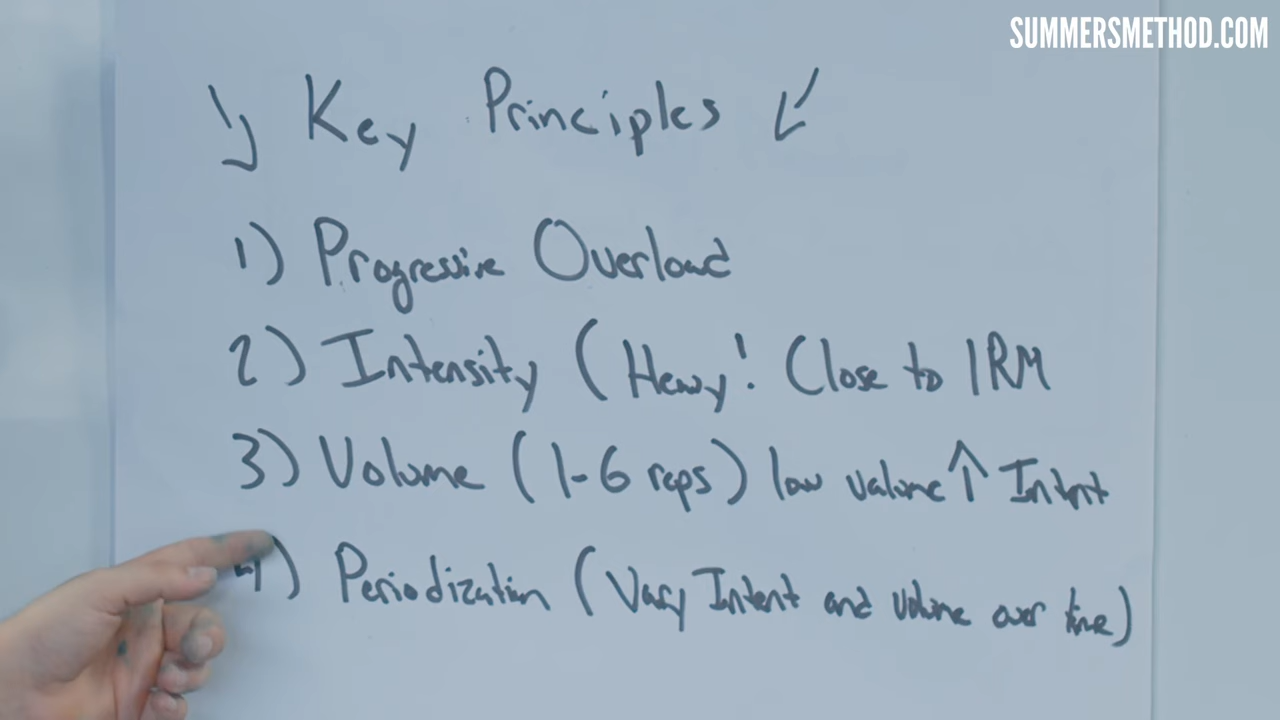 SUMMERSMETHOD.COM
Key Principles
1) Progressive Overload
2) Intensity (Heavy! Close to 1RM
3) Volume (1-6 reps) low volume ↑ Intent
4) Periodization (Vary Intent and volume over time)